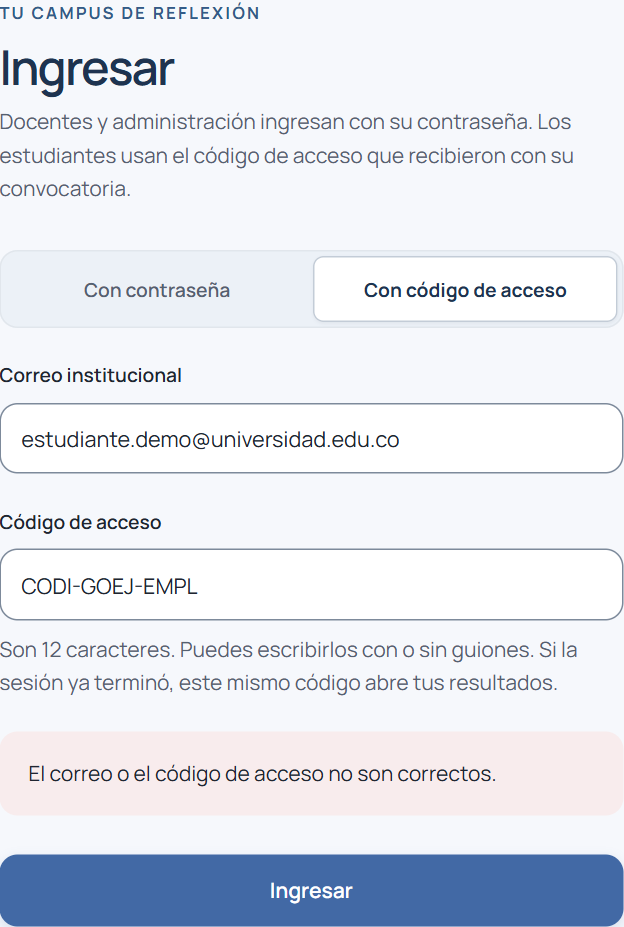 TU CAMPUS DE REFLEXIÓN
Ingresar
Docentes y administración ingresan con su contraseña. Los
estudiantes usan el código de acceso que recibieron con su
convocatoria.
Con contraseña
Con código de acceso
Correo institucional
estudiante.demo@universidad.edu.co
Código de acceso
CODI-GOEJ-EMPL
Son 12 caracteres. Puedes escribirlos con o sin guiones. Si la
sesión ya terminó, este mismo código abre tus resultados.
El correo o el código de acceso no son correctos.
Ingresar